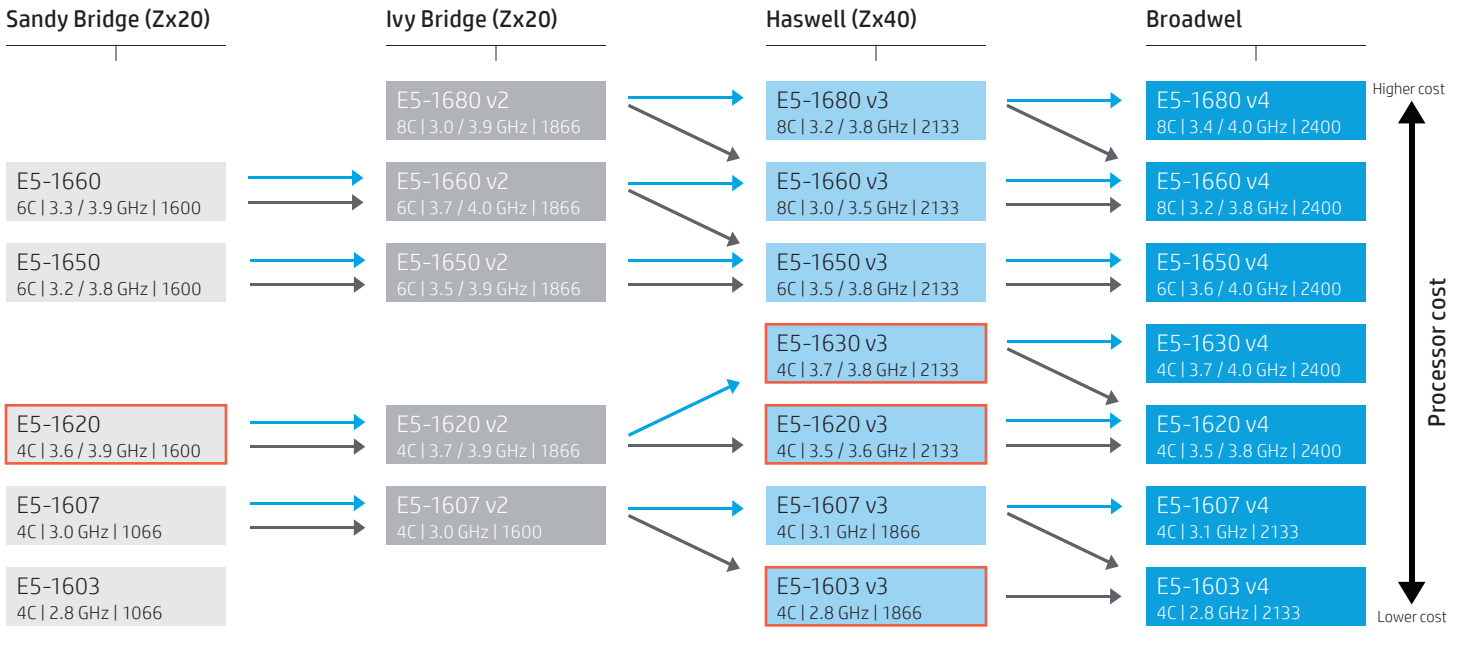 Sandy Bridge (Zx20)
Ivy Bridge (Zx20)
Haswell (Zx40)
Broadwel
E5-1680 v2
8C | 3.0 / 3.9 GHz | 1866
E5-1680 v3
8C | 3.2 / 3.8 GHz | 2133
E5-1680 v4
8C | 3.4 / 4.0 GHz | 2400
Higher cost
E5-1660
6C | 3.3 / 3.9 GHz | 1600
E5-1660 v2
6C | 3.7 / 4.0 GHz | 1866
E5-1660 v3
8C | 3.0 / 3.5 GHz | 2133
E5-1660 v4
8C | 3.2 / 3.8 GHz | 2400
E5-1650
6C | 3.2 / 3.8 GHz | 1600
E5-1650 v2
6C | 3.5 / 3.9 GHz | 1866
E5-1650 v3
6C | 3.5 / 3.8 GHz | 2133
E5-1650 v4
6C | 3.6 / 4.0 GHz | 2400
E5-1630 v3
4C | 3.7 / 3.8 GHz | 2133
E5-1630 v4
4C | 3.7 / 4.0 GHz | 2400
Processor cost
E5-1620
4C | 3.6 / 3.9 GHz | 1600
E5-1620 v2
4C | 3.7 / 3.9 GHz | 1866
E5-1620 v3
4C | 3.5 / 3.6 GHz | 2133
E5-1620 v4
4C | 3.5 / 3.8 GHz | 2400
E5-1607
4C | 3.0 GHz | 1066
E5-1607 v2
4C | 3.0 GHz | 1600
E5-1607 v3
4C | 3.1 GHz | 1866
E5-1607 v4
4C | 3.1 GHz | 2133
E5-1603
4C | 2.8 GHz | 1066
E5-1603 v3
4C | 2.8 GHz | 1866
E5-1603 v4
4C | 2.8 GHz | 2133
Lower cost